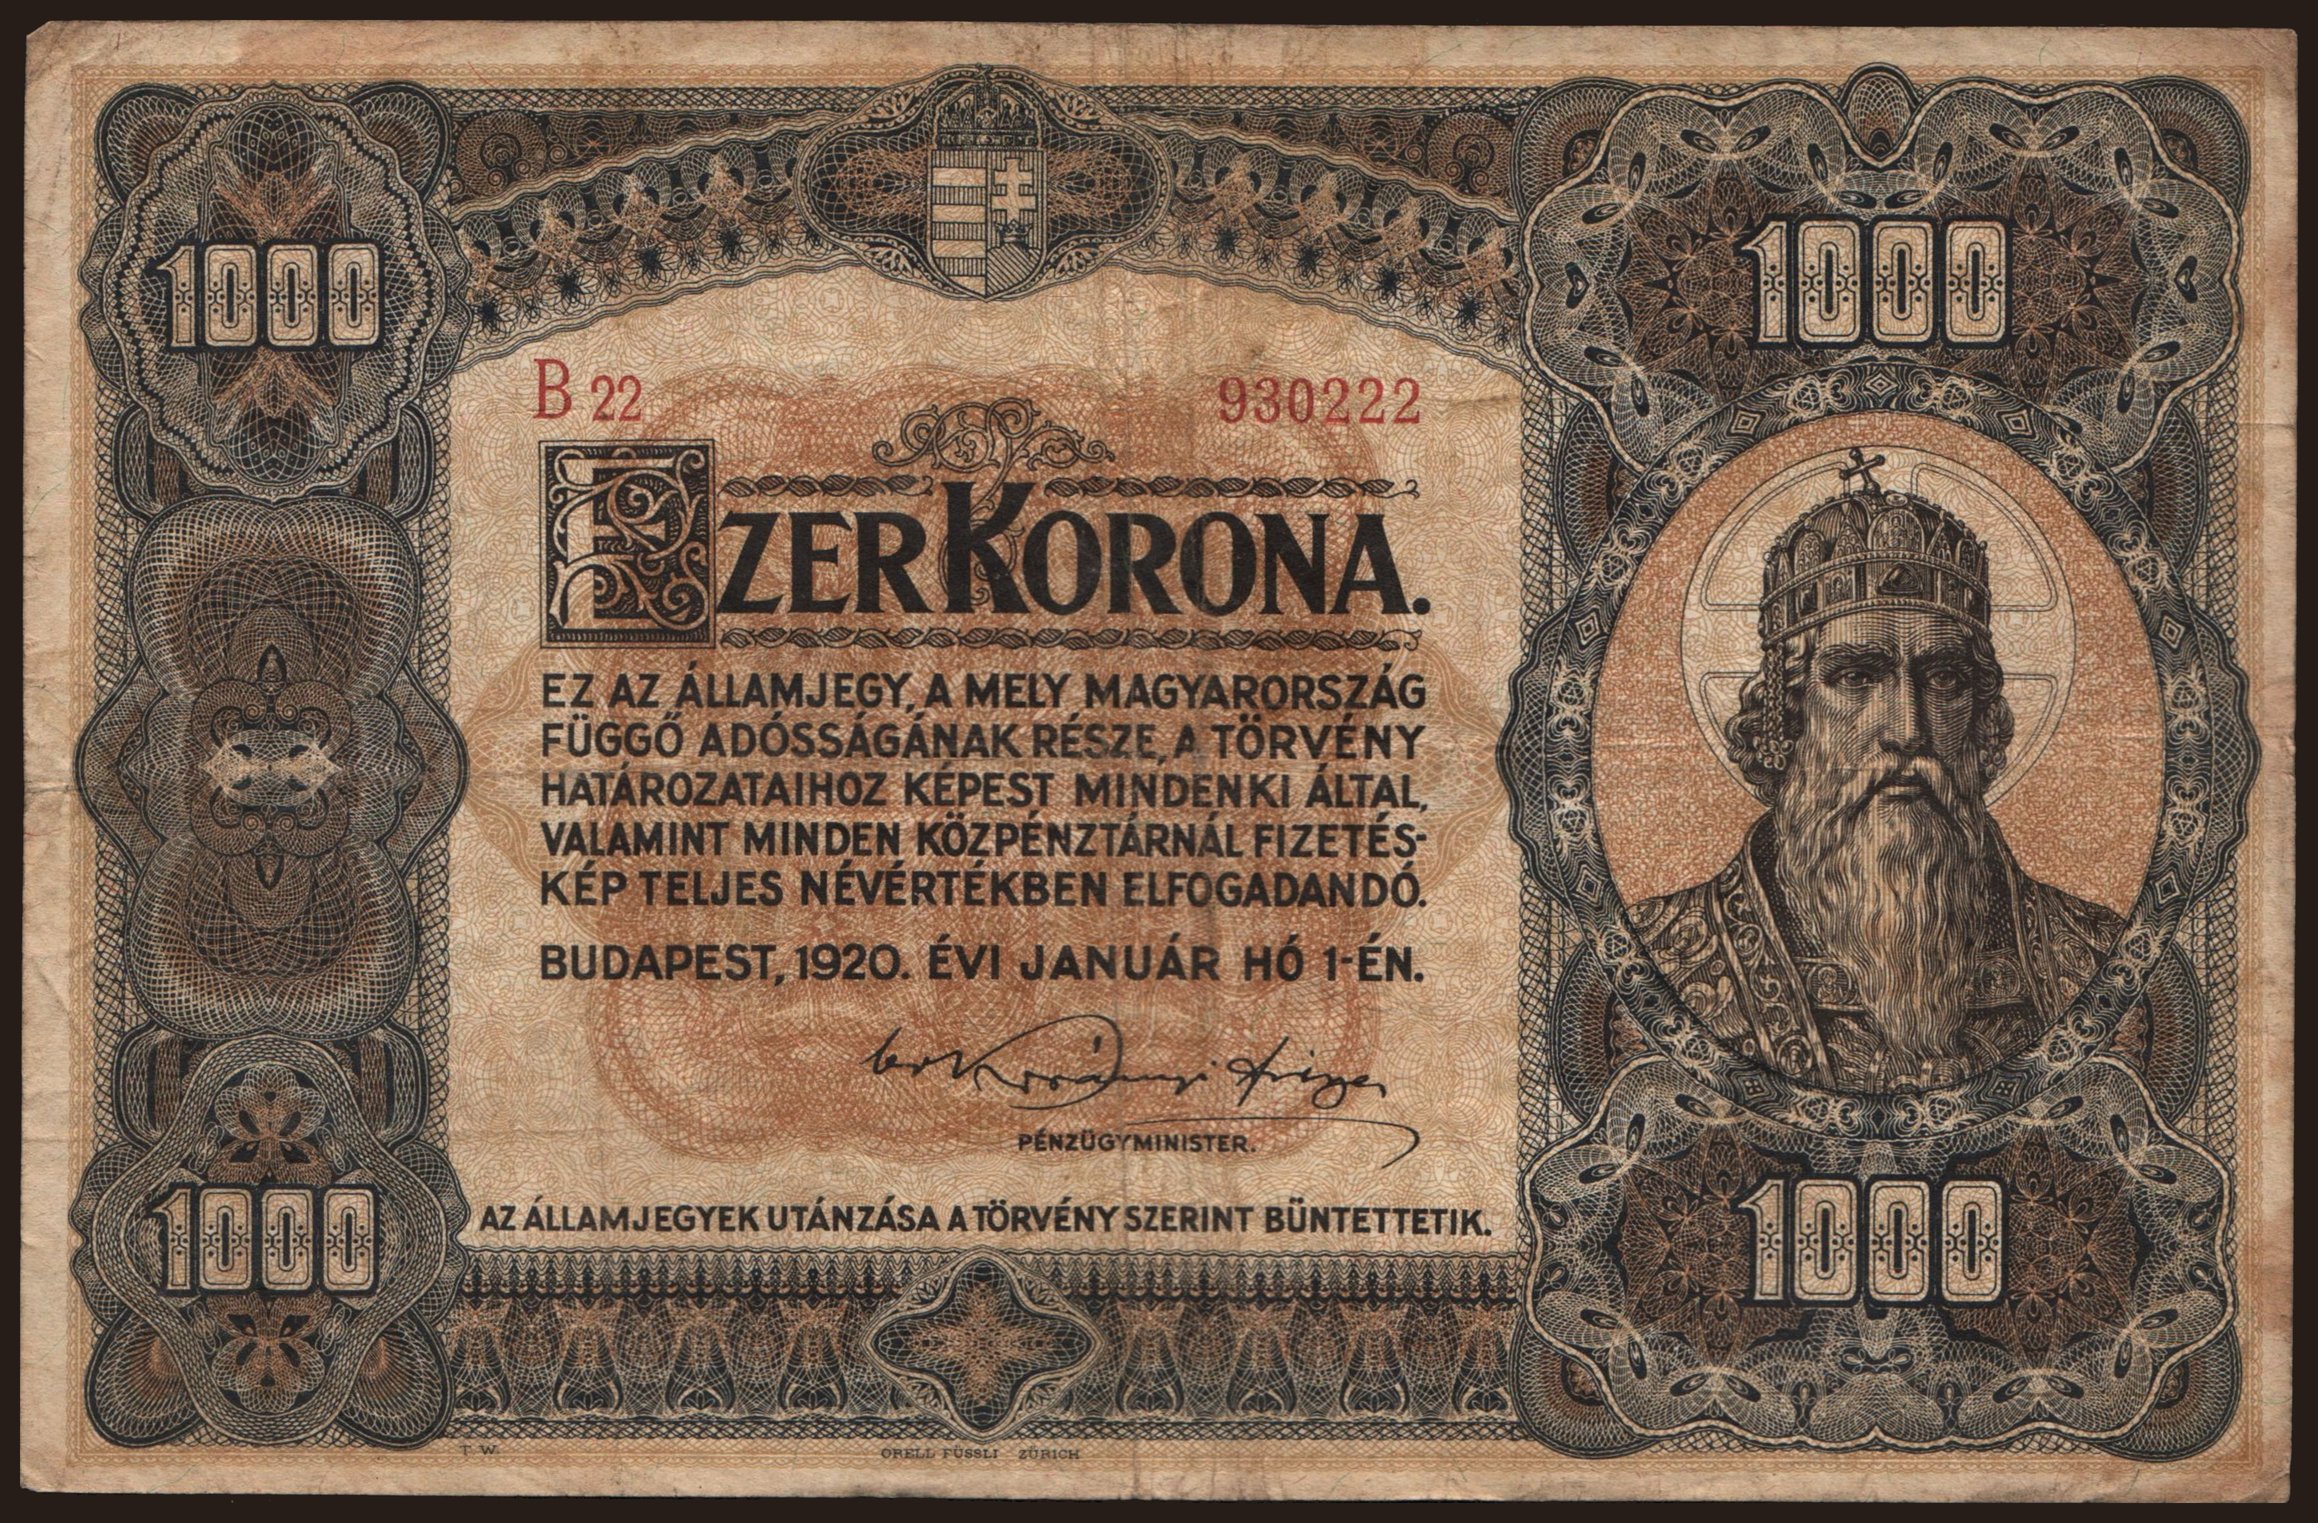 1000
1000
B 22 930222
EZER KORONA.
EZ AZ ÁLLAMJEGY, A MELY MAGYARORSZÁG
FÜGGŐ ADÓSSÁGÁNAK RÉSZE, A TÖRVÉNY
HATÁROZATAIHOZ KÉPEST MINDENKI ÁLTAL,
VALAMINT MINDEN KÖZPÉNZTÁRNÁL FIZETÉS-
KÉP TELJES NÉVÉRTÉKBEN ELFOGADANDÓ.
BUDAPEST, 1920. ÉVI JANUÁR HÓ 1-ÉN.
Korányi Frigyes
PÉNZÜGYMINISTER.
AZ ÁLLAMJEGYEK UTÁNZÁSA A TÖRVÉNY SZERINT BÜNTETTETIK.
1000
1000
T. W.
ORELL FÜSSLI ZÜRICH